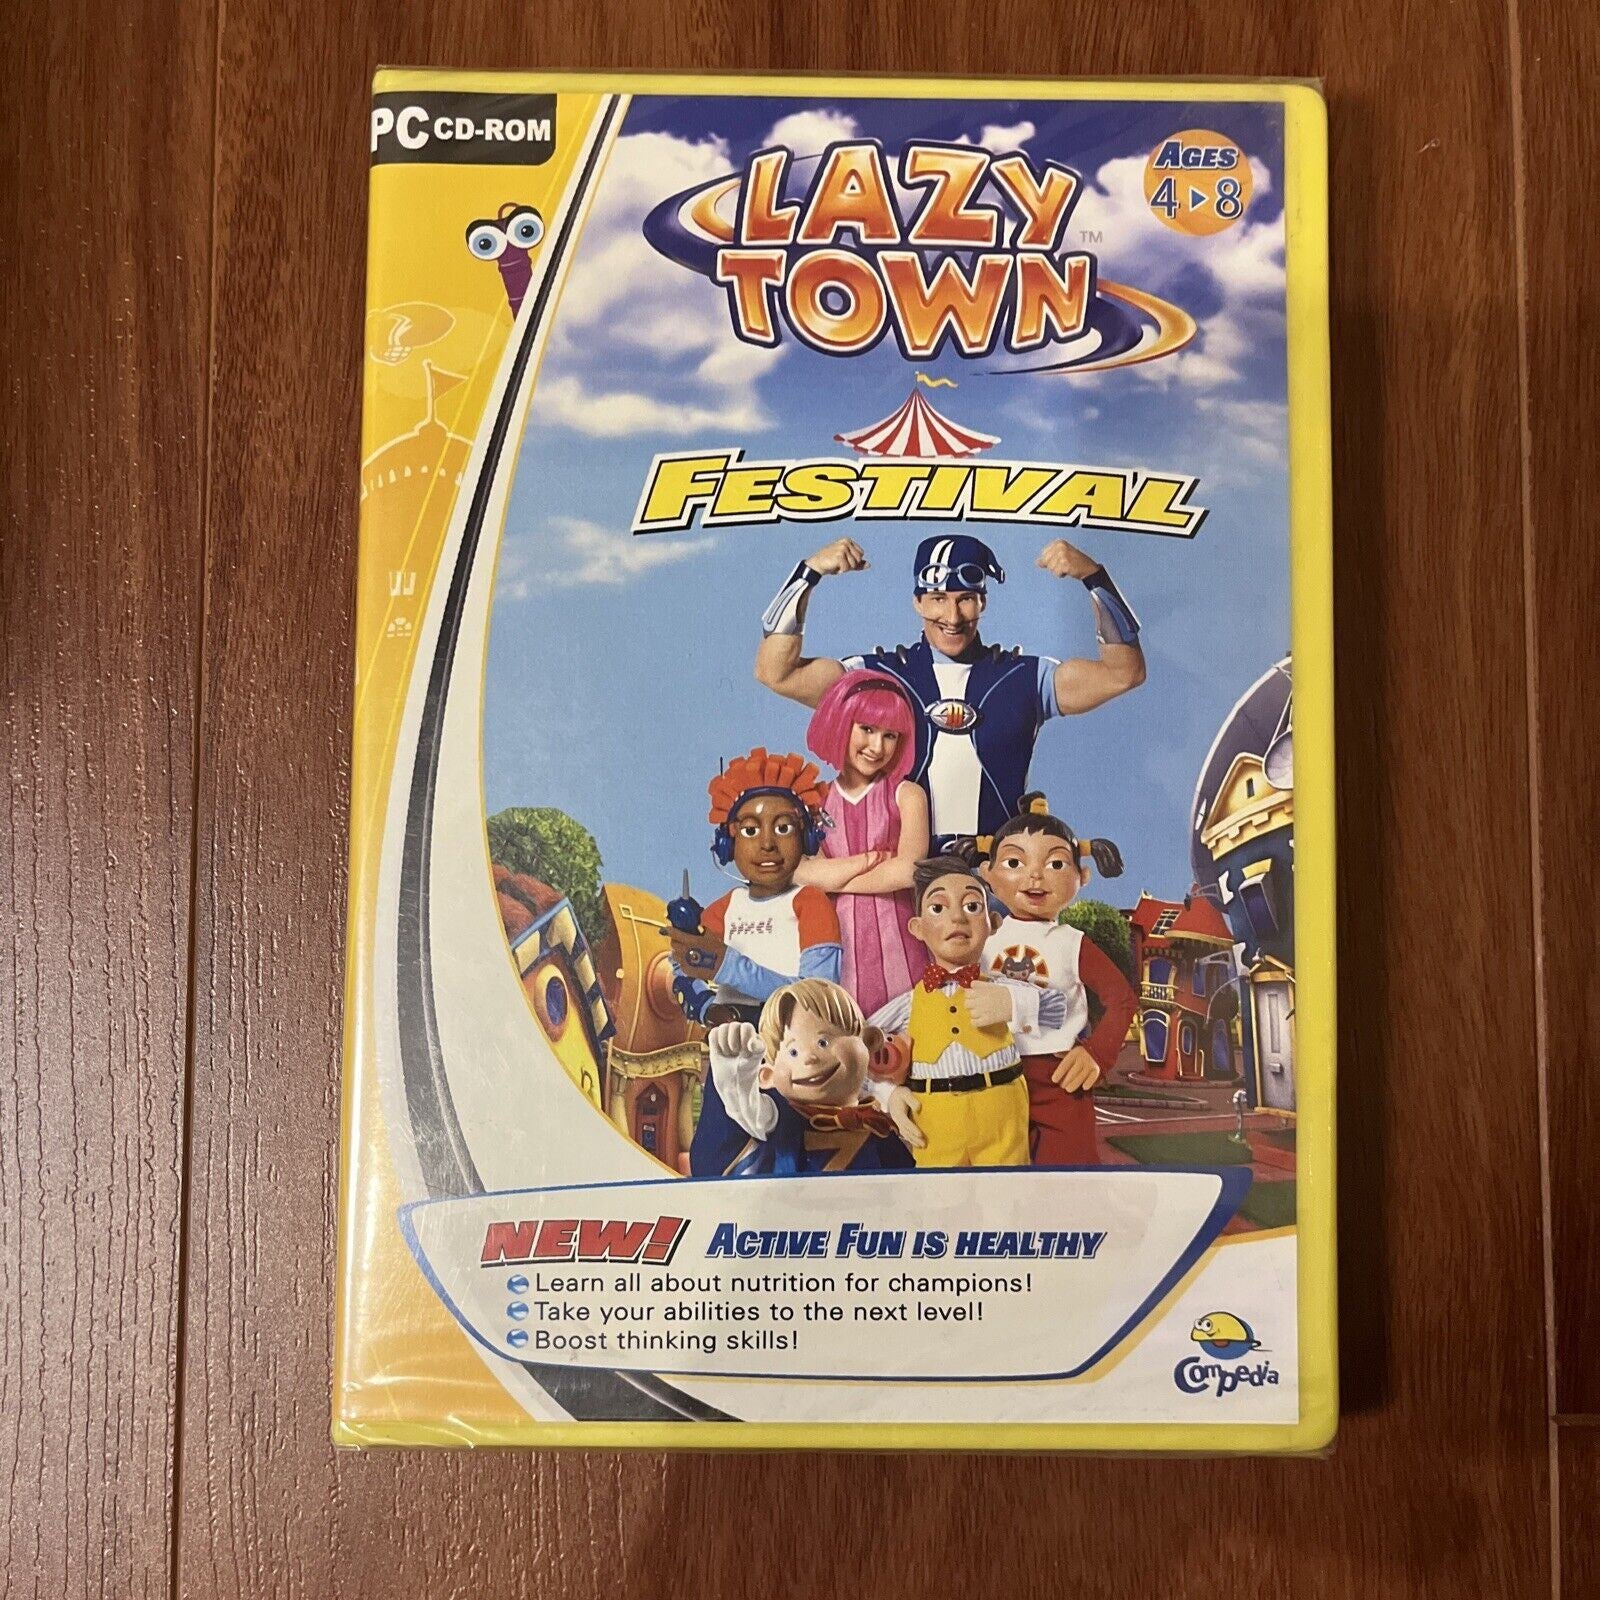 PC CD-ROM
LAZY
TOWN
TM
AGES
4 8
FESTIVAL
pixel
NEW! ACTIVE FUN IS HEALTHY
Learn all about nutrition for champions!
Take your abilities to the next level!
Boost thinking skills!
Compedia